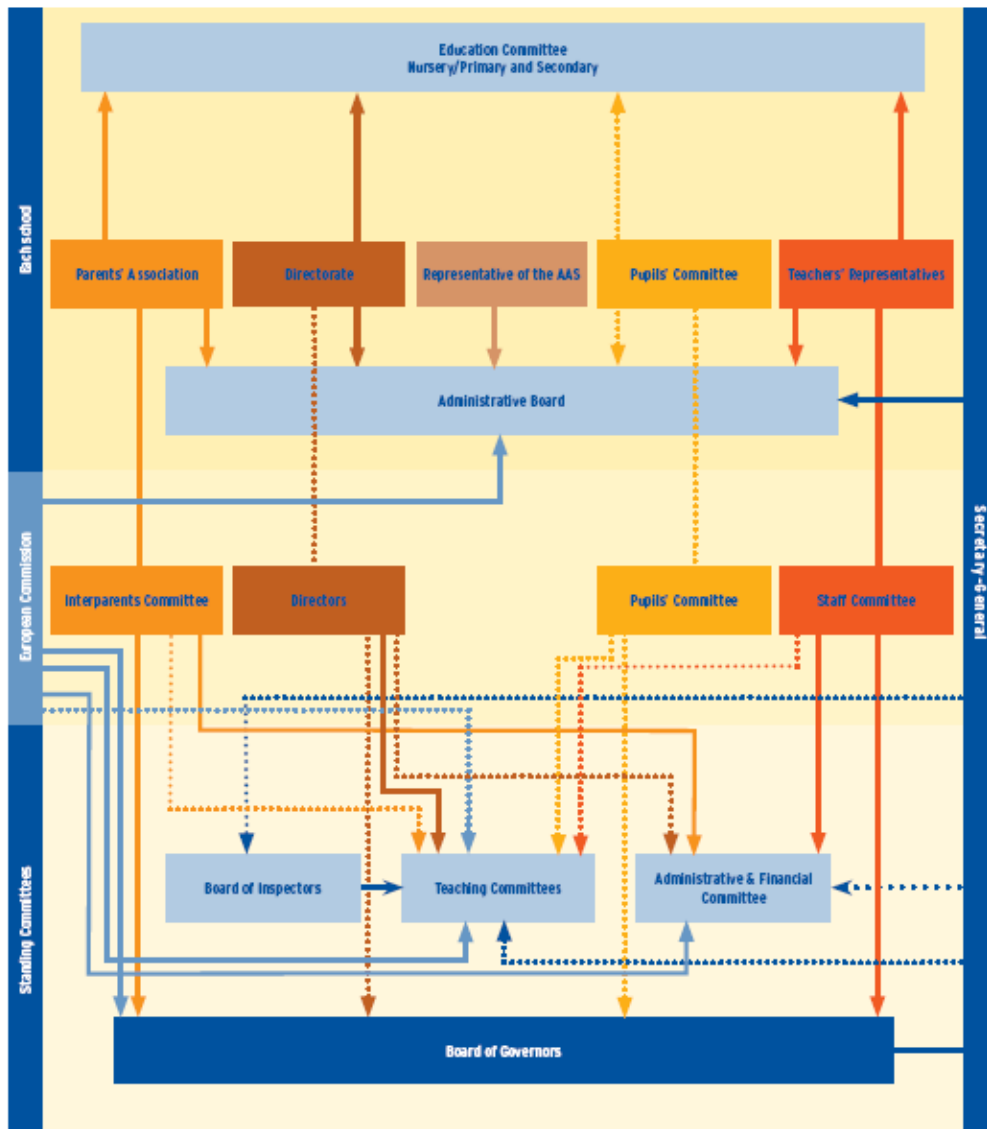 Education Committee
Nursery/Primary and Secondary
Each school
Parents' Association
Directorate
Representative of the AAS
Pupils' Committee
Teachers' Representatives
Administrative Board
European Commission
Secretary-General
Interparents Committee
Directors
Pupils' Committee
Staff Committee
Standing Committees
Board of Inspectors
Teaching Committees
Administrative & Financial
Committee
Board of Governors